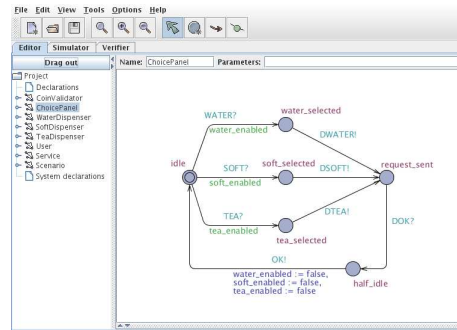 File Edit View Tools Options Help
Editor Simulator Verifier
Drag out
Name: ChoicePanel Parameters:
Project
Declarations
CoinValidator
ChoicePanel
WaterDispenser
SoftDispenser
TeaDispenser
User
Service
Scenario
System declarations
WATER?
water_enabled
water_selected
DWATER!
idle
SOFT?
soft_enabled
soft_selected
DSOFT!
request_sent
TEA?
tea_enabled
tea_selected
DTEA!
DOK?
OK!
water_enabled := false,
soft_enabled := false,
tea_enabled := false
half_idle